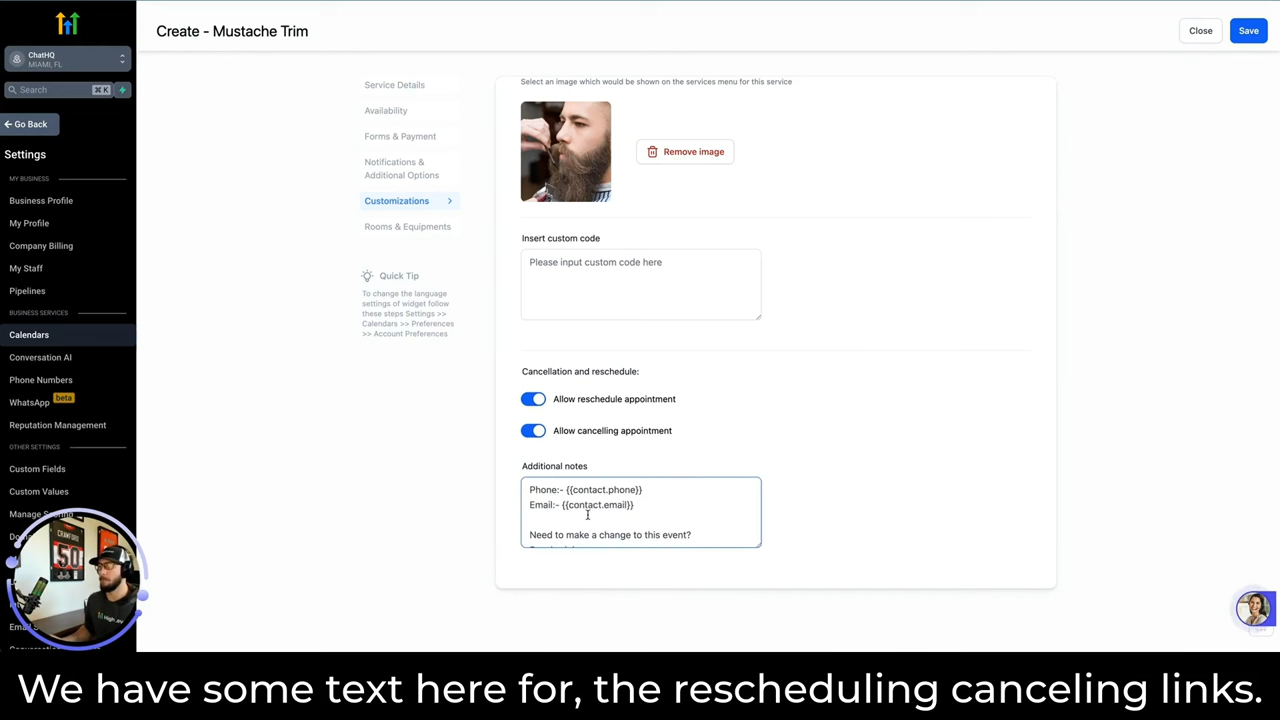 Create - Mustache Trim
Close
Save
ChatHQ
MIAMI, FL
Search
⌘K
Go Back
Settings
MY BUSINESS
Business Profile
My Profile
Company Billing
My Staff
Pipelines
BUSINESS SERVICES
Calendars
Conversation AI
Phone Numbers
WhatsApp beta
Reputation Management
OTHER SETTINGS
Custom Fields
Custom Values
Service Details
Availability
Forms & Payment
Notifications &
Additional Options
Customizations
Rooms & Equipments
Quick Tip
To change the language
settings of widget follow
these steps Settings >>
Calendars >> Preferences
>> Account Preferences
Select an image which would be shown on the services menu for this service
Remove image
Insert custom code
Please input custom code here
Cancellation and reschedule:
Allow reschedule appointment
Allow cancelling appointment
Additional notes
Phone:- {{contact.phone}}
Email:- {{contact.email}}
Need to make a change to this event?
CRAWFORD
50
We have some text here for, the rescheduling canceling links.